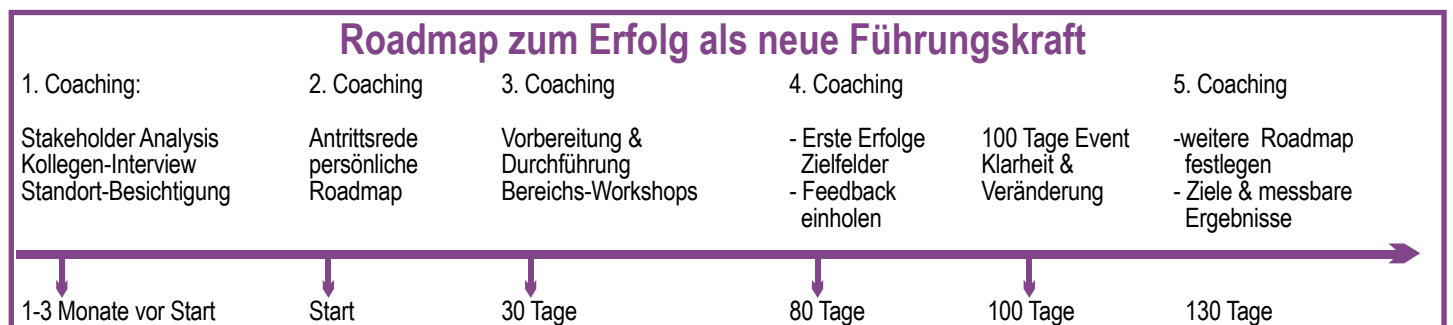 Roadmap zum Erfolg als neue Führungskraft
1. Coaching:
Stakeholder Analysis
Kollegen-Interview
Standort-Besichtigung
2. Coaching
Antrittsrede
persönliche
Roadmap
3. Coaching
Vorbereitung &
Durchführung
Bereichs-Workshops
4. Coaching
- Erste Erfolge
Zielfelder
- Feedback
einholen
100 Tage Event
Klarheit &
Veränderung
5. Coaching
-weitere Roadmap
festlegen
- Ziele & messbare
Ergebnisse
1-3 Monate vor Start
Start
30 Tage
80 Tage
100 Tage
130 Tage